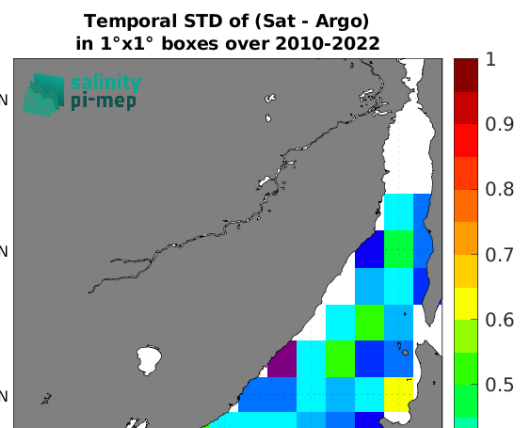 Temporal STD of (Sat - Argo)
in 1°x1° boxes over 2010-2022
salinity
pi-mep
N
N
N
1
0.9
0.8
0.7
0.6
0.5